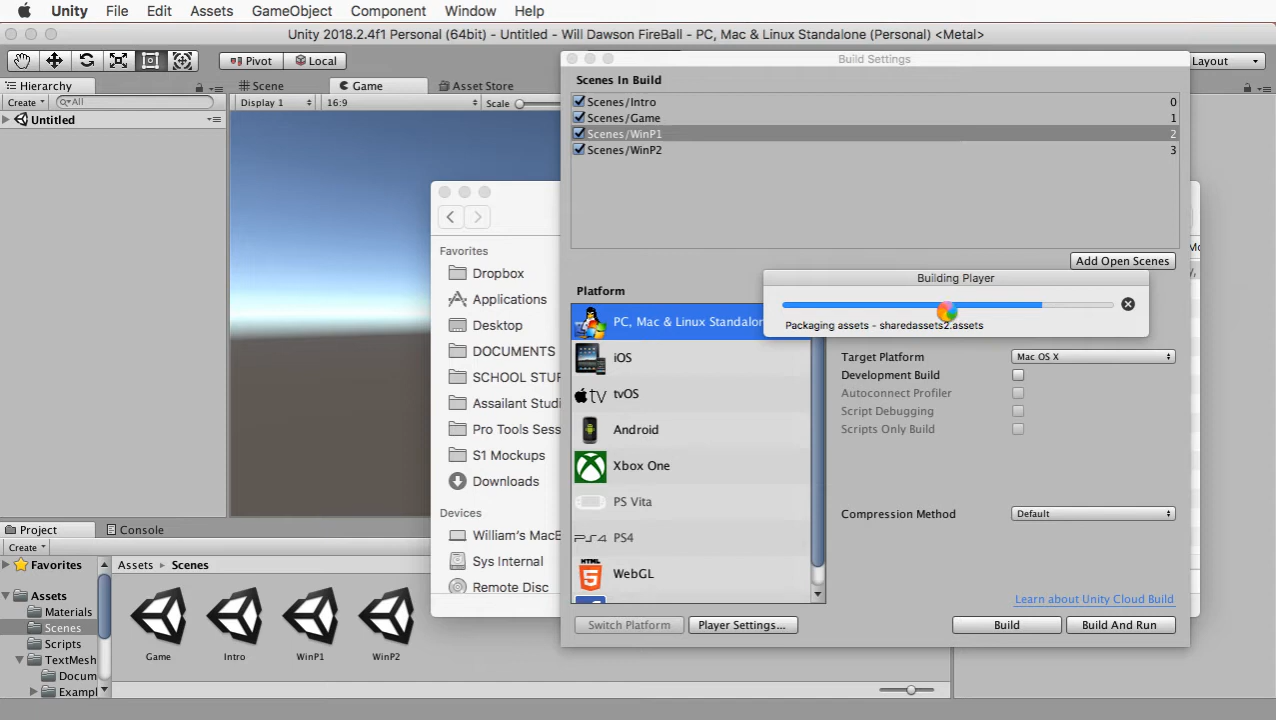 Unity File Edit Assets GameObject Component Window Help
Unity 2018.2.4f1 Personal (64bit) - Untitled - Will Dawson FireBall - PC, Mac & Linux Standalone (Personal) <Metal>
Pivot Local
Layout
Build Settings
Hierarchy
Scene Game Asset Store
Create All
Display 1 16:9 Scale
Untitled
Scenes In Build
Scenes/Intro 0
Scenes/Game 1
Scenes/WinP1 2
Scenes/WinP2 3
Add Open Scenes
Favorites
Dropbox
Applications
Desktop
DOCUMENTS
SCHOOL STUF
Assailant Studi
Pro Tools Sess
S1 Mockups
Downloads
Devices
William's MacB
Sys Internal
Remote Disc
Building Player
Packaging assets - sharedassets2.assets
Platform
PC, Mac & Linux Standalon
iOS
tvOS
Android
Xbox One
PS Vita
PS4
HTML
WebGL
Target Platform Mac OS X
Development Build
Autoconnect Profiler
Script Debugging
Scripts Only Build
Compression Method Default
Learn about Unity Cloud Build
Switch Platform Player Settings... Build Build And Run
Project Console
Create
Favorites
Assets
Materials
Scenes
Scripts
TextMesh
Docum
Exampl
Assets Scenes
Game Intro WinP1 WinP2